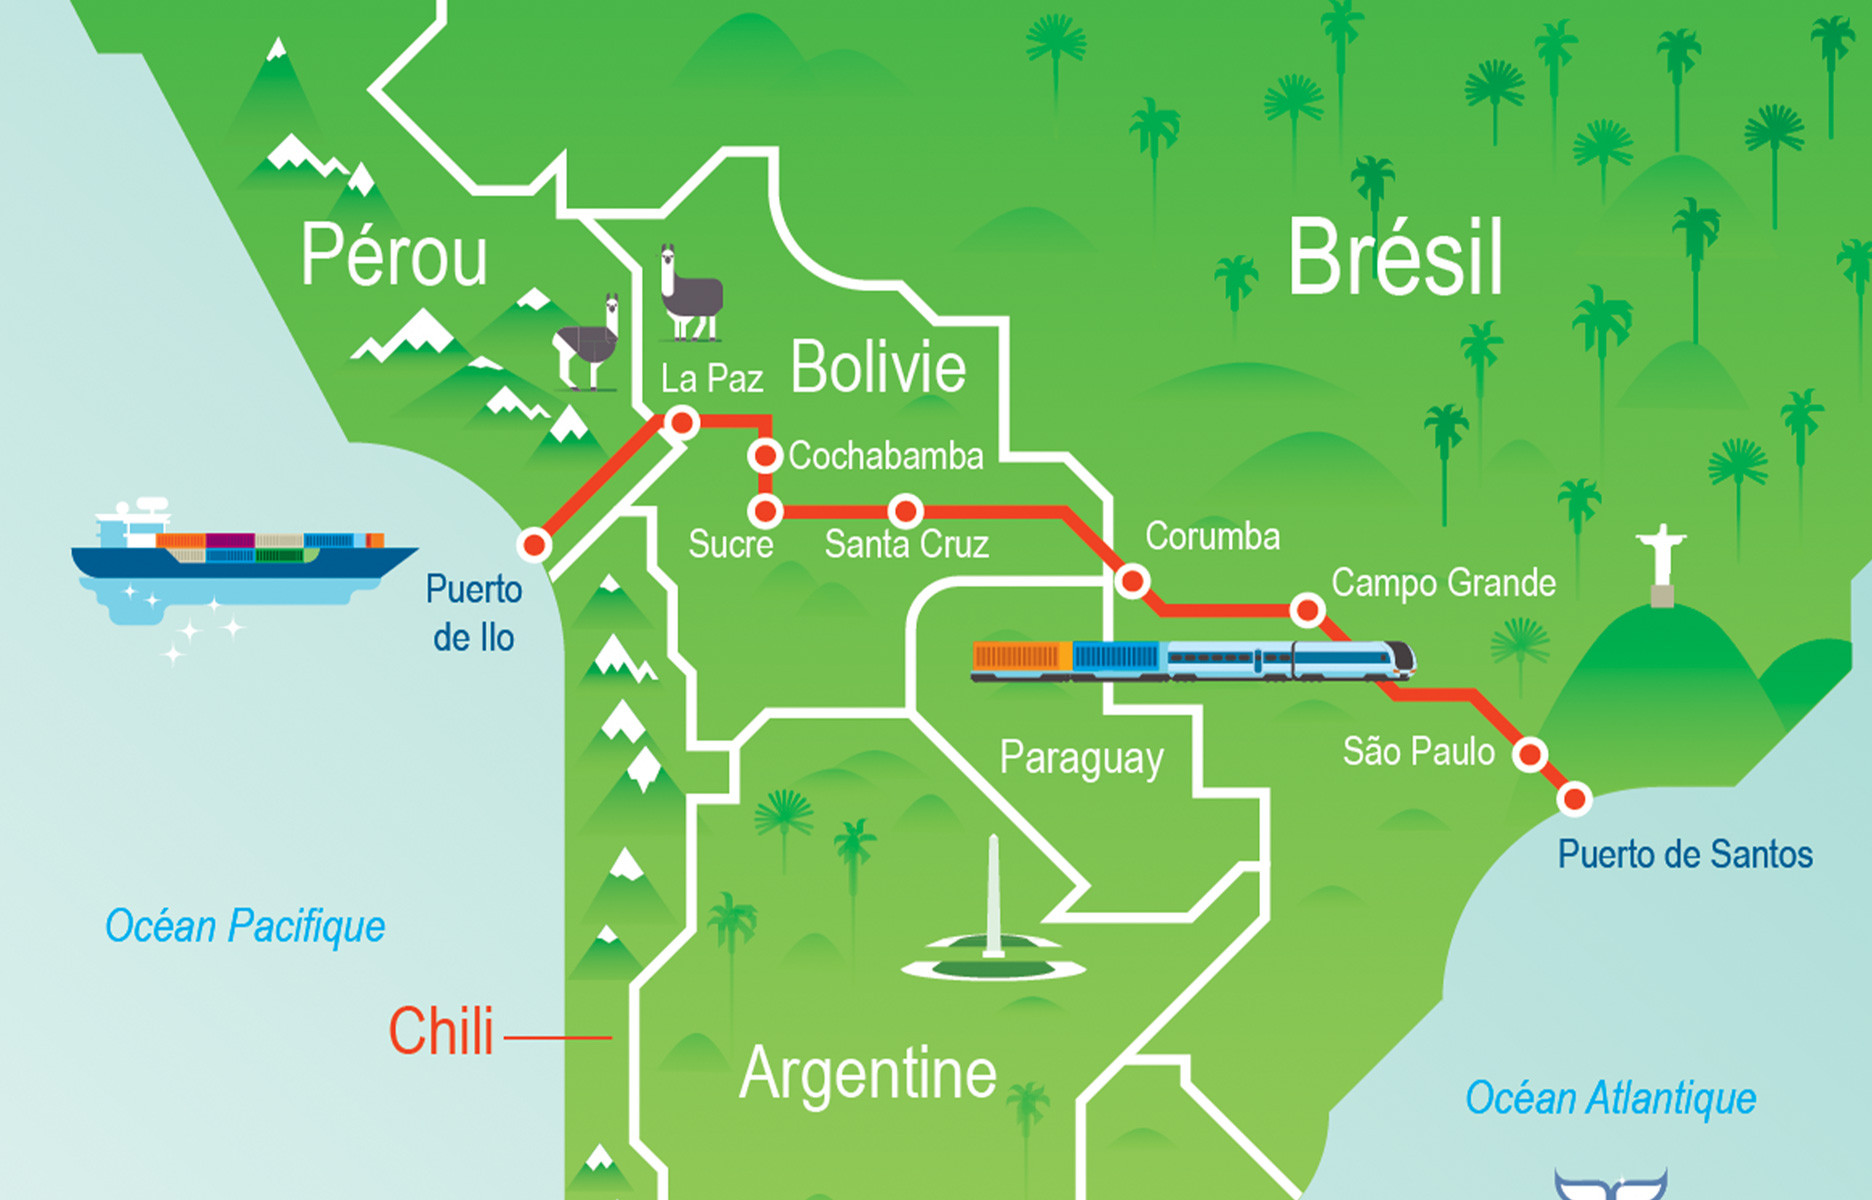 Pérou
Brésil
Bolivie
La Paz
Cochabamba
Sucre
Santa Cruz
Corumba
Campo Grande
Puerto
de Ilo
Paraguay
São Paulo
Puerto de Santos
Océan Pacifique
Chili
Argentine
Océan Atlantique